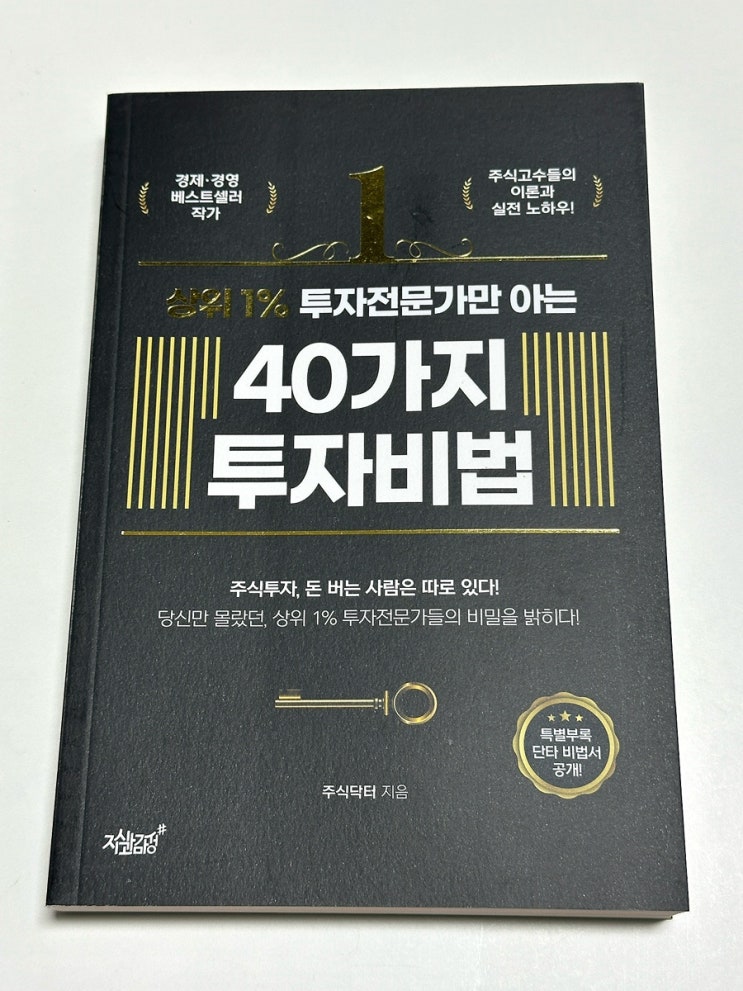 경제·경영
베스트셀러
작가
1
주식고수들의
이론과
실전 노하우!
상위 1% 투자전문가만 아는
40가지
투자비법
주식투자, 돈 버는 사람은 따로 있다!
당신만 몰랐던, 상위 1% 투자전문가들의 비밀을 밝히다!
특별부록
단타 비법서
공개!
주식닥터 지음
지식과감성#